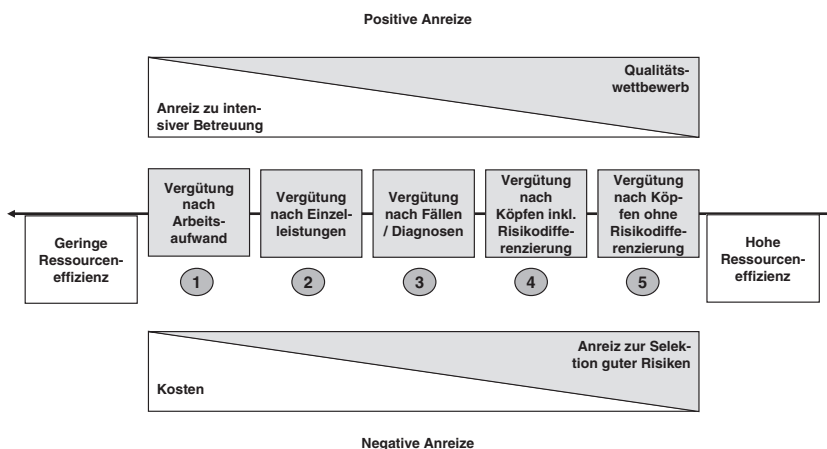 Positive Anreize
Qualitäts-
wettbewerb
Anreiz zu inten-
siver Betreuung
Geringe
Ressourcen-
effizienz
Vergütung
nach
Arbeits-
aufwand
1
Vergütung
nach Einzel-
leistungen
2
Vergütung
nach Fällen
/ Diagnosen
3
Vergütung
nach
Köpfen inkl.
Risikodiffe-
renzierung
4
Vergütung
nach Köp-
fen ohne
Risikodiffe-
renzierung
5
Hohe
Ressourcen-
effizienz
Anreiz zur Selek-
tion guter Risiken
Kosten
Negative Anreize